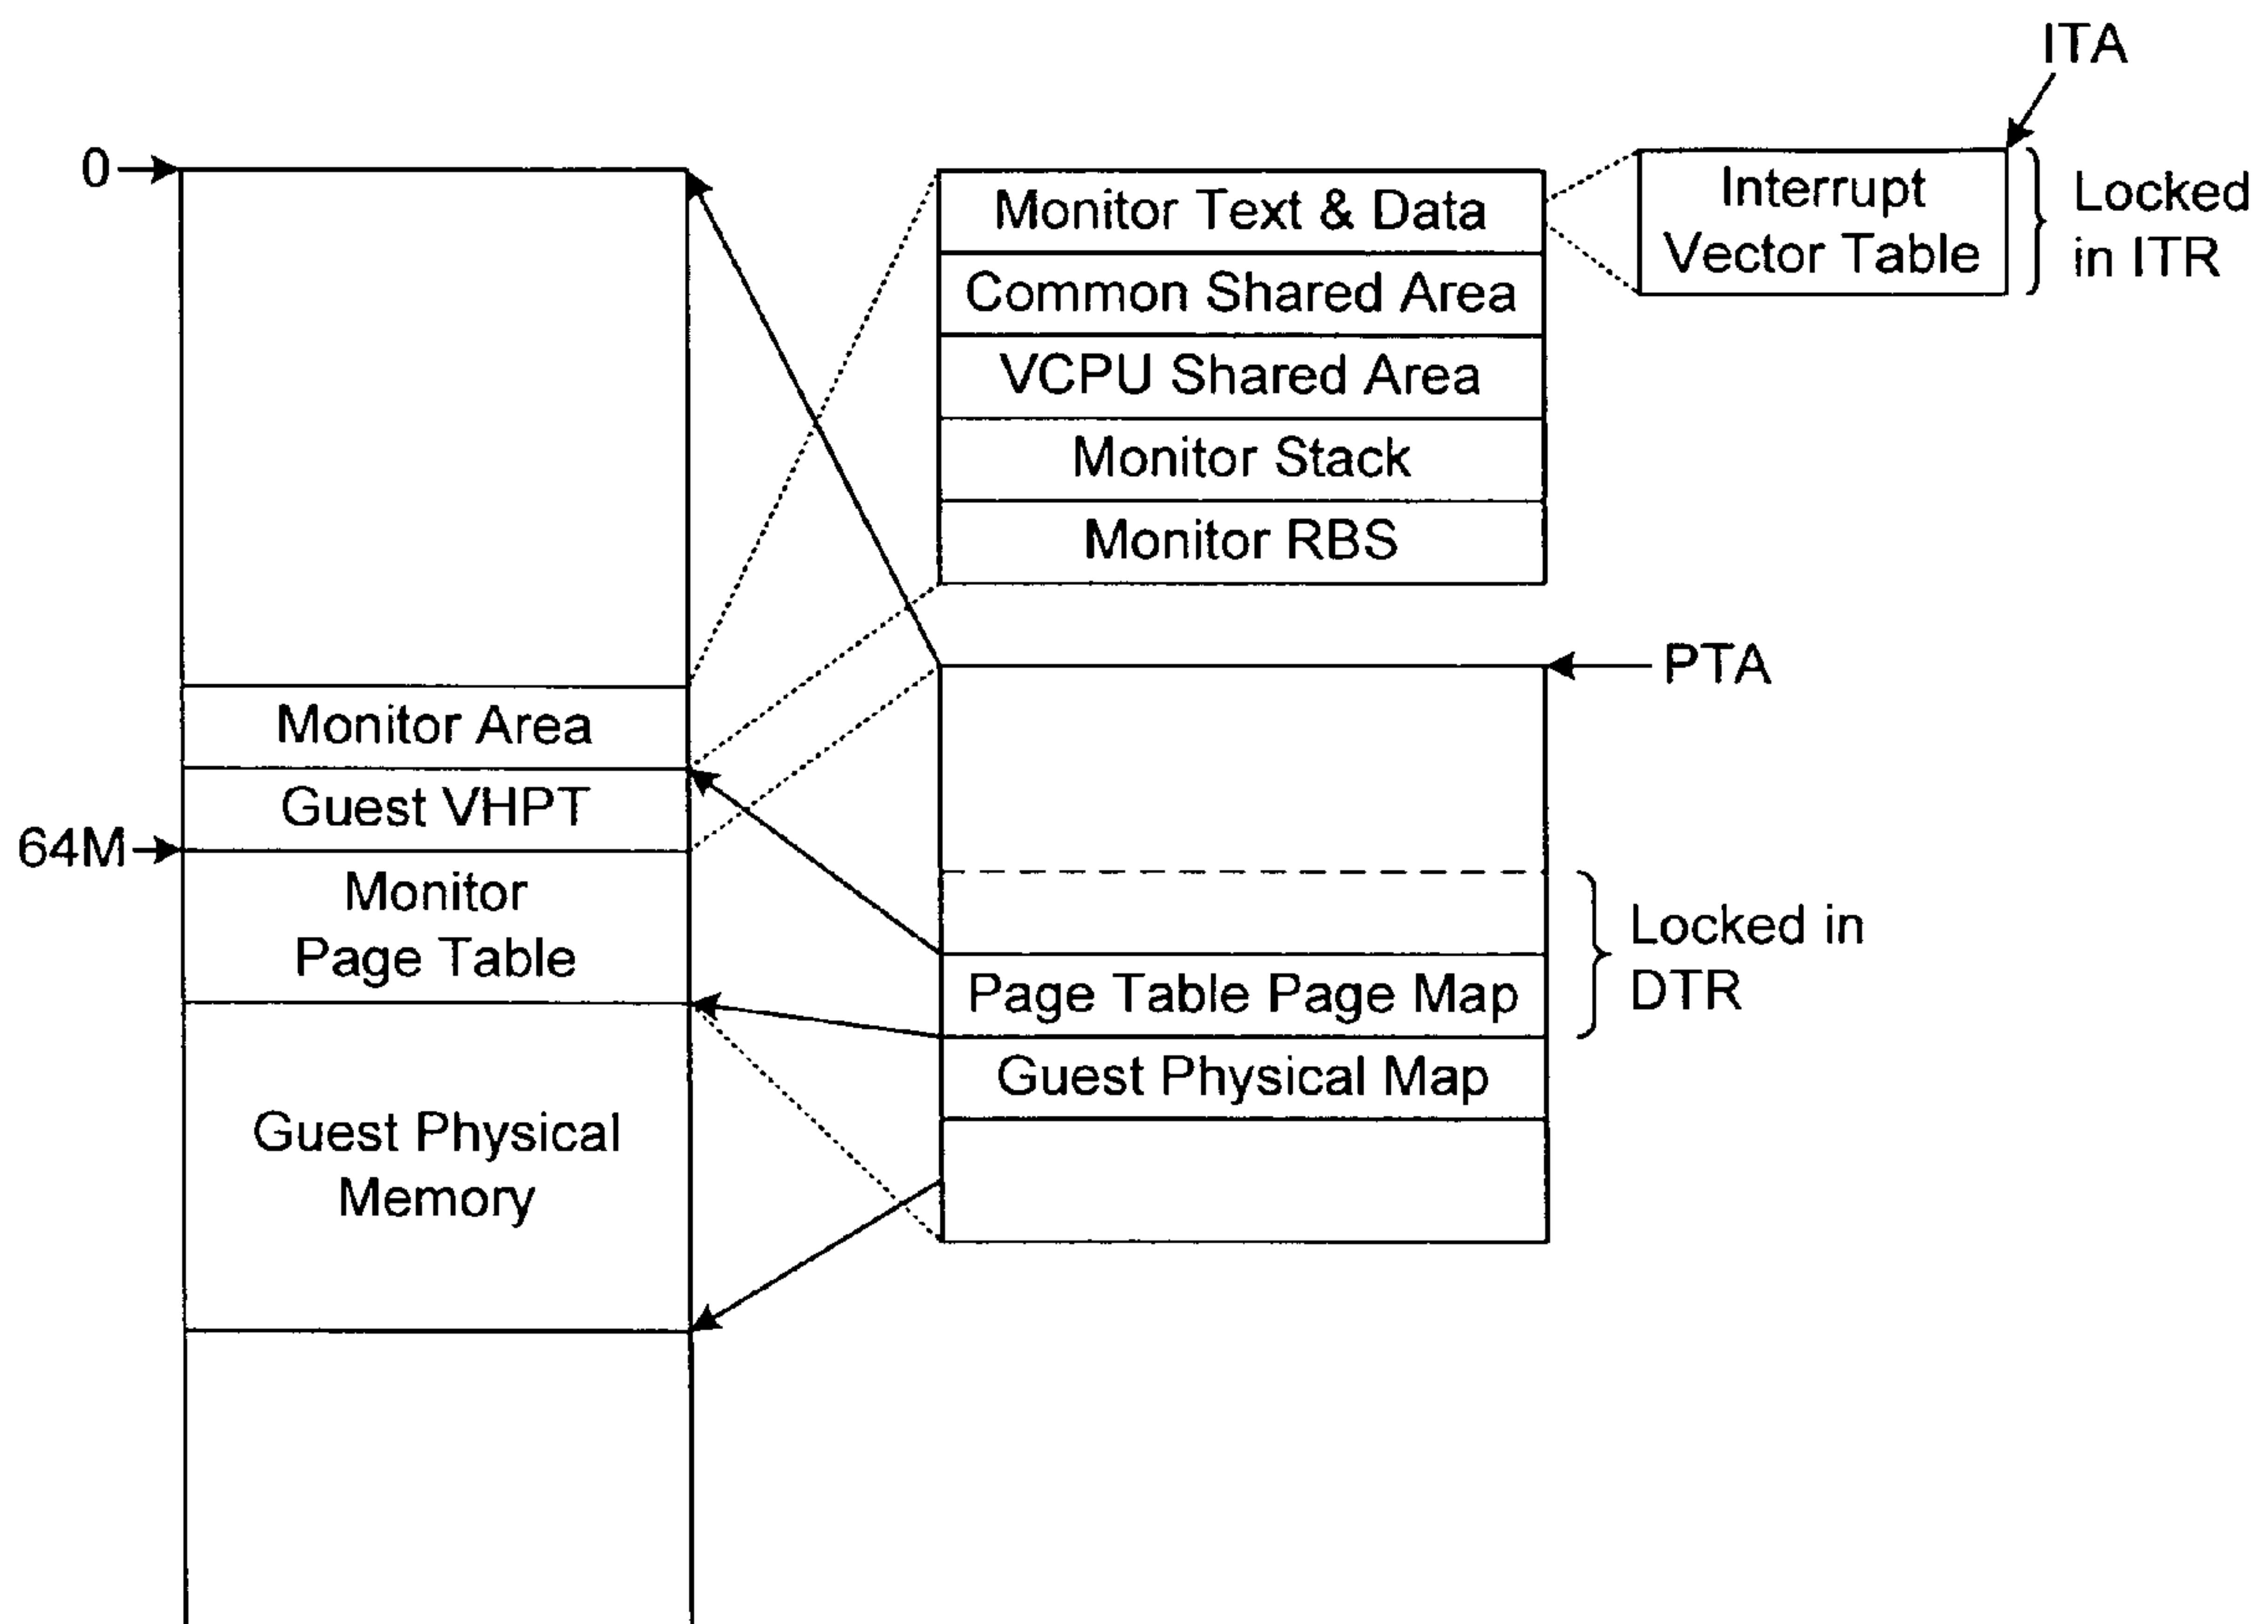 ITA
0
Monitor Text & Data
Interrupt
Vector Table
Locked
in ITR
Common Shared Area
VCPU Shared Area
Monitor Stack
Monitor RBS
PTA
Monitor Area
Guest VHPT
64M
Monitor
Page Table
Locked in
DTR
Page Table Page Map
Guest Physical Map
Guest Physical
Memory